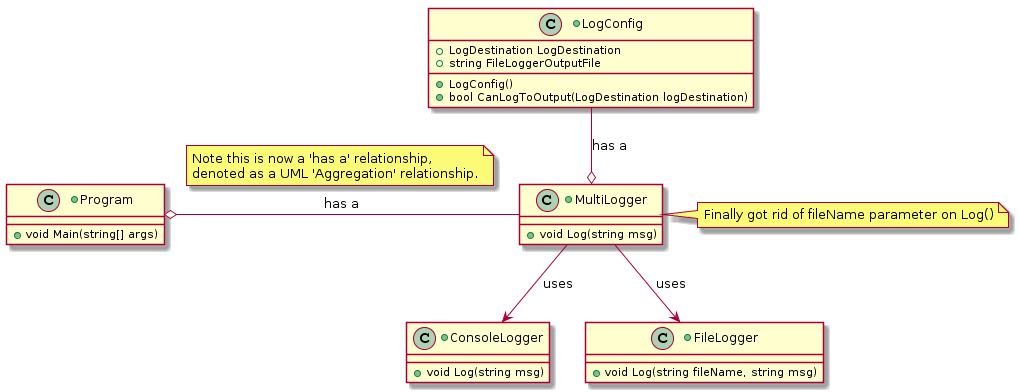 C LogConfig
LogDestination LogDestination
string FileLoggerOutputFile
LogConfig()
bool CanLogToOutput(LogDestination logDestination)
has a
Note this is now a 'has a' relationship,
denoted as a UML 'Aggregation' relationship.
C Program
void Main(string[] args)
has a
C MultiLogger
void Log(string msg)
Finally got rid of fileName parameter on Log()
uses
uses
C ConsoleLogger
void Log(string msg)
C FileLogger
void Log(string fileName, string msg)